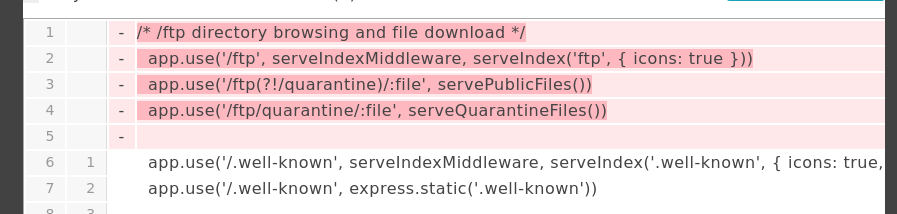 1 - /* /ftp directory browsing and file download */
2 - app.use('/ftp', serveIndexMiddleware, serveIndex('ftp', { icons: true }))
3 - app.use('/ftp(?!/quarantine)/:file', servePublicFiles())
4 - app.use('/ftp/quarantine/:file', serveQuarantineFiles())
5 -
6 1 app.use('/.well-known', serveIndexMiddleware, serveIndex('.well-known', { icons: true,
7 2 app.use('/.well-known', express.static('.well-known'))
8 3